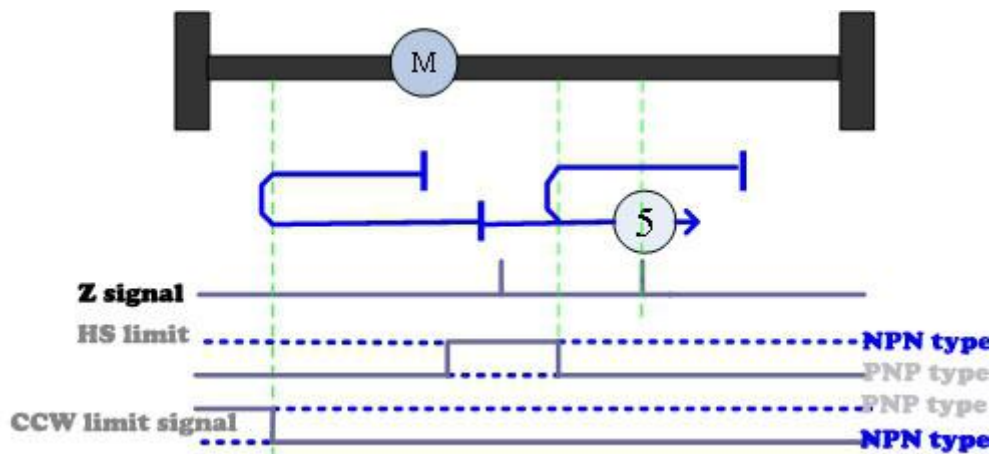 M
5
Z signal
HS limit
NPN type
PNP type
PNP type
CCW limit signal
NPN type